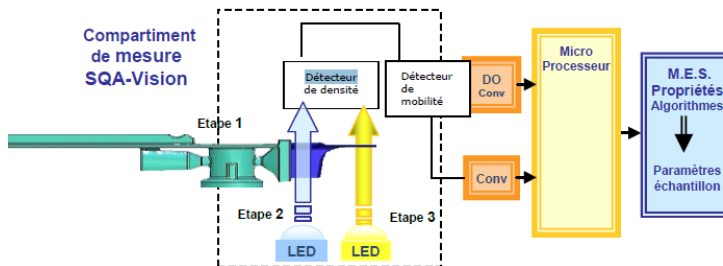 Compartiment
de mesure
SQA-Vision
Etape 1
Détecteur
de densité
Détecteur
de
mobilité
DO
Conv
Micro
Processeur
M.E.S.
Propriétés
Algorithmes
Paramètres
échantillon
Conv
Etape 2
Etape 3
LED
LED